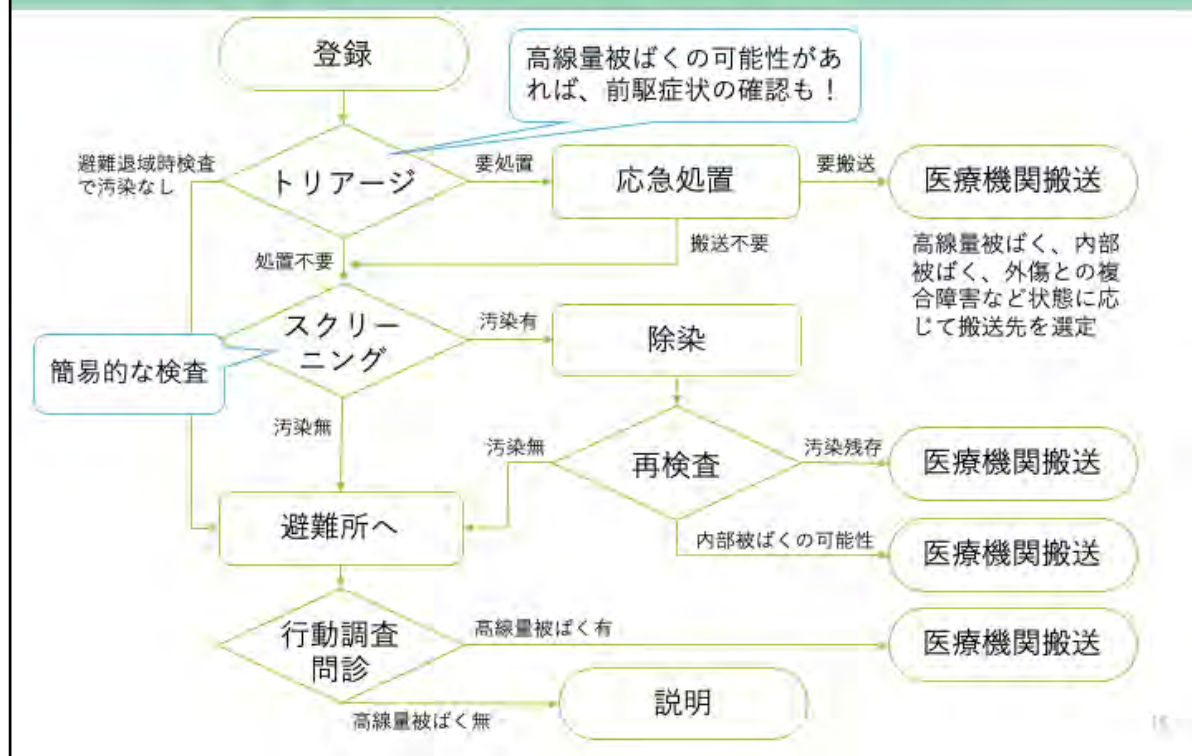 登録
高線量被ばくの可能性があ
れば、前駆症状の確認も！
避難退域時検査
で汚染なし
トリアージ
要処置
応急処置
要搬送
医療機関搬送
処置不要
搬送不要
高線量被ばく、内部
被ばく、外傷との複
合障害など状態に応
じて搬送先を選定
スクリー
ニング
汚染有
除染
簡易的な検査
汚染無
汚染無
再検査
汚染残存
医療機関搬送
避難所へ
内部被ばくの可能性
医療機関搬送
行動調査
問診
高線量被ばく有
医療機関搬送
高線量被ばく無
説明